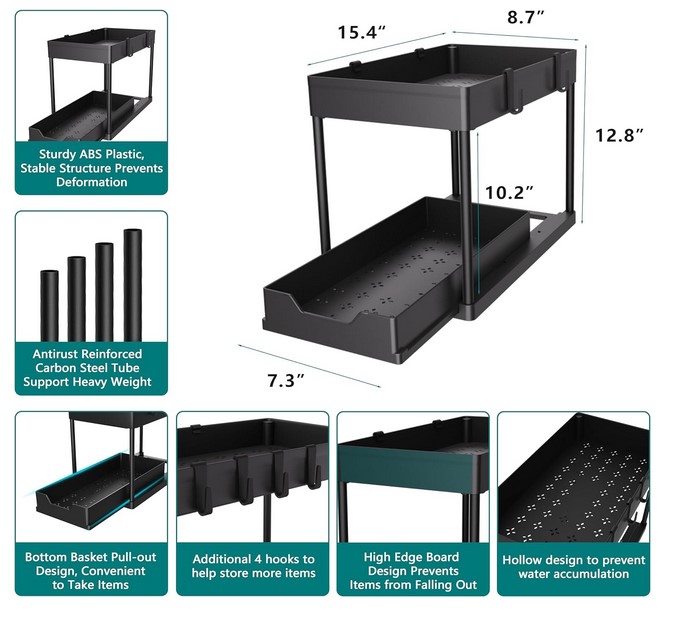 15.4“
8.7”
12.8“
10.2”
7.3”
Sturdy ABS Plastic,
Stable Structure Prevents
Deformation
Antirust Reinforced
Carbon Steel Tube
Support Heavy Weight
Bottom Basket Pull-out
Design, Convenient
to Take Items
Additional 4 hooks to
help store more items
High Edge Board
Design Prevents
Items from Falling Out
Hollow design to prevent
water accumulation